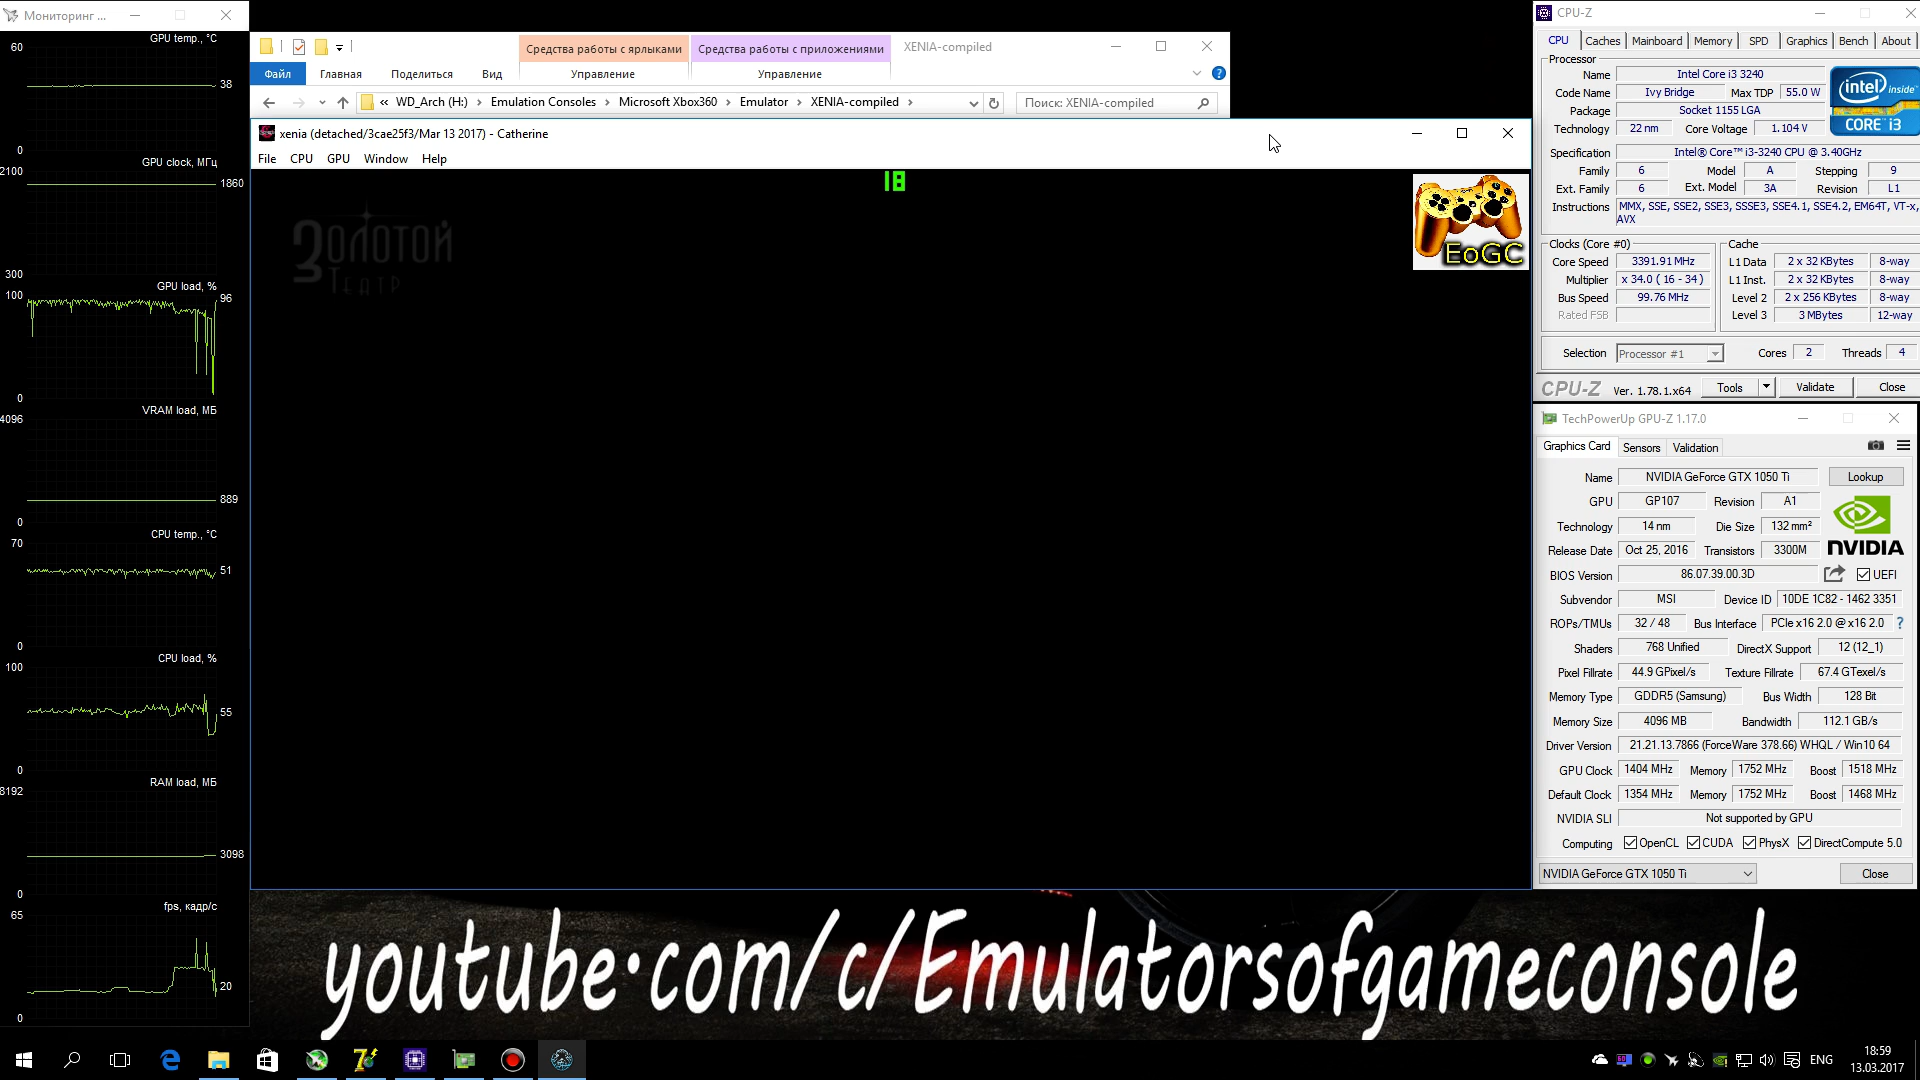 Мониторинг ...
GPU temp., °C
60
38
0
GPU clock, МГц
2100
1860
300
GPU load, %
100
96
0
VRAM load, МБ
4096
889
0
CPU temp., °C
70
51
0
CPU load, %
100
55
0
RAM load, МБ
8192
3098
0
fps, кадр/с
65
20
0
Средства работы с ярлыками
Средства работы с приложениями
XENIA-compiled
Файл
Главная
Поделиться
Вид
Управление
Управление
« WD_Arch (H:) › Emulation Consoles › Microsoft Xbox360 › Emulator › XENIA-compiled ›
Поиск: XENIA-compiled
xenia (detached/3cae25f3/Mar 13 2017) - Catherine
File CPU GPU Window Help
18
Золотой
Театр
EoGC
CPU-Z
CPU Caches Mainboard Memory SPD Graphics Bench About
Processor
Name Intel Core i3 3240
Code Name Ivy Bridge Max TDP 55.0 W
Package Socket 1155 LGA
Technology 22 nm Core Voltage 1.104 V
intel inside™
CORE i3
Specification Intel® Core™ i3-3240 CPU @ 3.40GHz
Family 6 Model A Stepping 9
Ext. Family 6 Ext. Model 3A Revision L1
Instructions MMX, SSE, SSE2, SSE3, SSSE3, SSE4.1, SSE4.2, EM64T, VT-x,
AVX
Clocks (Core #0)
Core Speed 3391.91 MHz
Multiplier x 34.0 ( 16 - 34 )
Bus Speed 99.76 MHz
Rated FSB
Cache
L1 Data 2 x 32 KBytes 8-way
L1 Inst. 2 x 32 KBytes 8-way
Level 2 2 x 256 KBytes 8-way
Level 3 3 MBytes 12-way
Selection Processor #1 Cores 2 Threads 4
CPU-Z Ver. 1.78.1.x64 Tools Validate Close
TechPowerUp GPU-Z 1.17.0
Graphics Card Sensors Validation
Name NVIDIA GeForce GTX 1050 Ti Lookup
GPU GP107 Revision A1
Technology 14 nm Die Size 132 mm²
Release Date Oct 25, 2016 Transistors 3300M
NVIDIA
BIOS Version 86.07.39.00.3D UEFI
Subvendor MSI Device ID 10DE 1C82 - 1462 3351
ROPs/TMUs 32 / 48 Bus Interface PCIe x16 2.0 @ x16 2.0 ?
Shaders 768 Unified DirectX Support 12 (12_1)
Pixel Fillrate 44.9 GPixel/s Texture Fillrate 67.4 GTexel/s
Memory Type GDDR5 (Samsung) Bus Width 128 Bit
Memory Size 4096 MB Bandwidth 112.1 GB/s
Driver Version 21.21.13.7866 (ForceWare 378.66) WHQL / Win10 64
GPU Clock 1404 MHz Memory 1752 MHz Boost 1518 MHz
Default Clock 1354 MHz Memory 1752 MHz Boost 1468 MHz
NVIDIA SLI Not supported by GPU
Computing OpenCL CUDA PhysX DirectCompute 5.0
NVIDIA GeForce GTX 1050 Ti Close
youtube.com/c/Emulatorsofgameconsole
ENG
18:59
13.03.2017